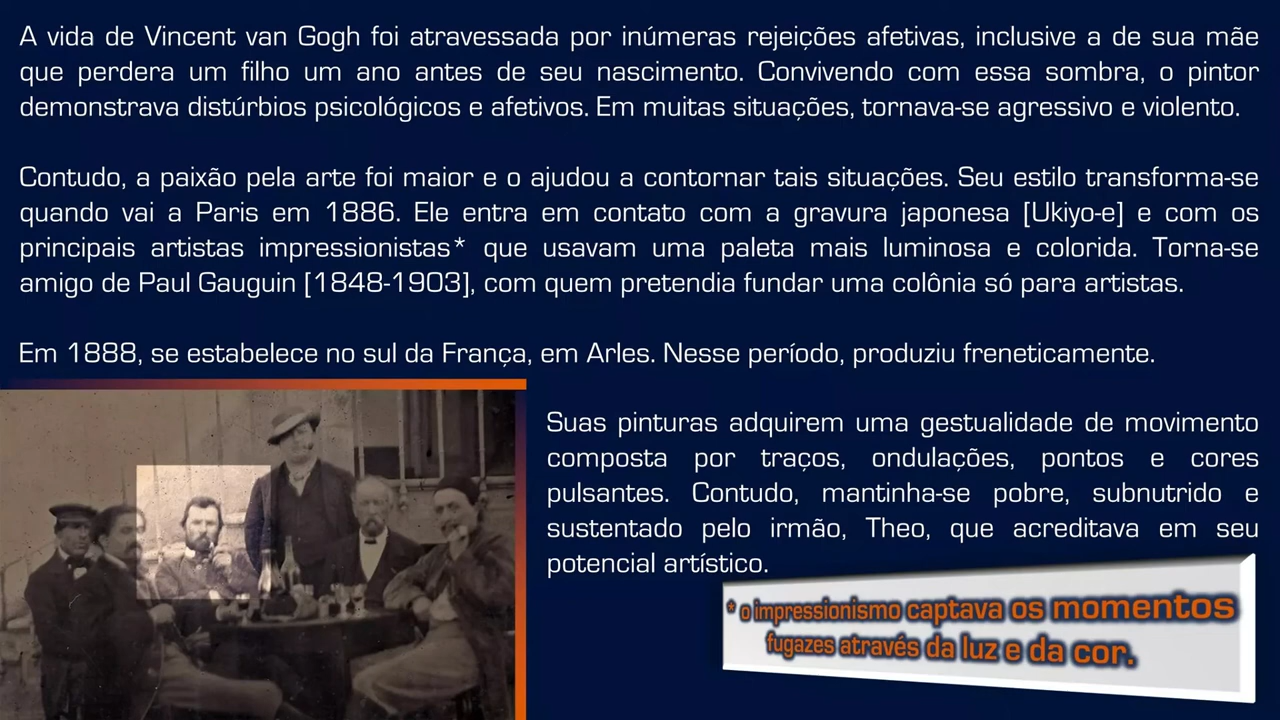 A vida de Vincent van Gogh foi atravessada por inúmeras rejeições afetivas, inclusive a de sua mãe
que perdera um filho um ano antes de seu nascimento. Convivendo com essa sombra, o pintor
demonstrava distúrbios psicológicos e afetivos. Em muitas situações, tornava-se agressivo e violento.
Contudo, a paixão pela arte foi maior e o ajudou a contornar tais situações. Seu estilo transforma-se
quando vai a Paris em 1886. Ele entra em contato com a gravura japonesa [Ukiyo-e] e com os
principais artistas impressionistas* que usavam uma paleta mais luminosa e colorida. Torna-se
amigo de Paul Gauguin [1848-1903], com quem pretendia fundar uma colônia só para artistas.
Em 1888, se estabelece no sul da França, em Arles. Nesse período, produziu freneticamente.
Suas pinturas adquirem uma gestualidade de movimento
composta por traços, ondulações, pontos e cores
pulsantes. Contudo, mantinha-se pobre, subnutrido e
sustentado pelo irmão, Theo, que acreditava em seu
potencial artístico.
* o impressionismo captava os momentos
fugazes através da luz e da cor.